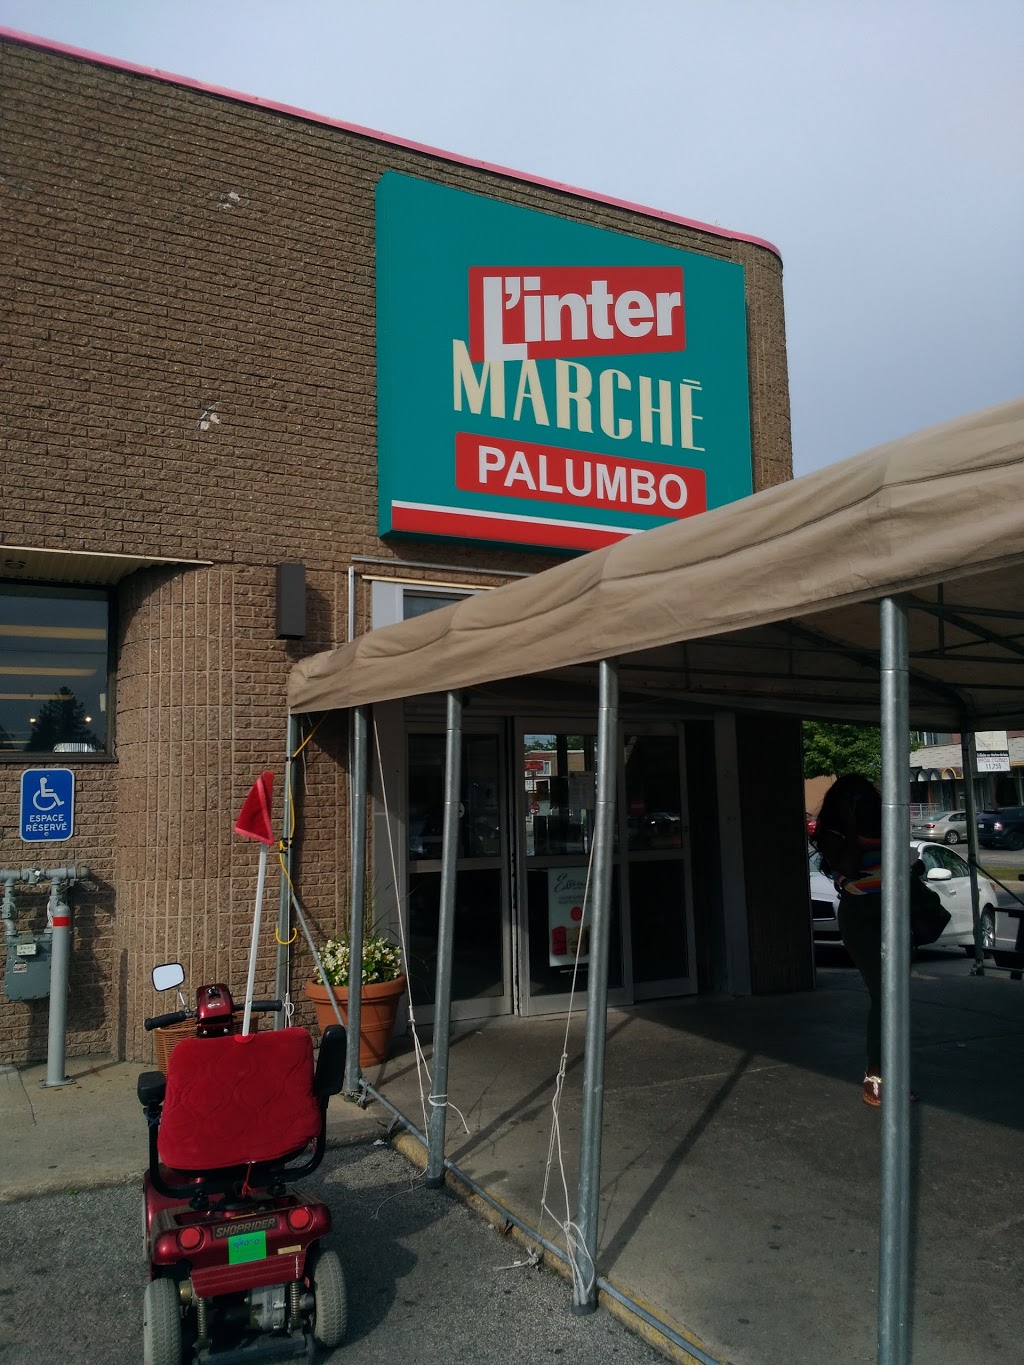 L'inter
MARCHÉ
PALUMBO
ESPACE
RÉSERVÉ
SHOPRIDER